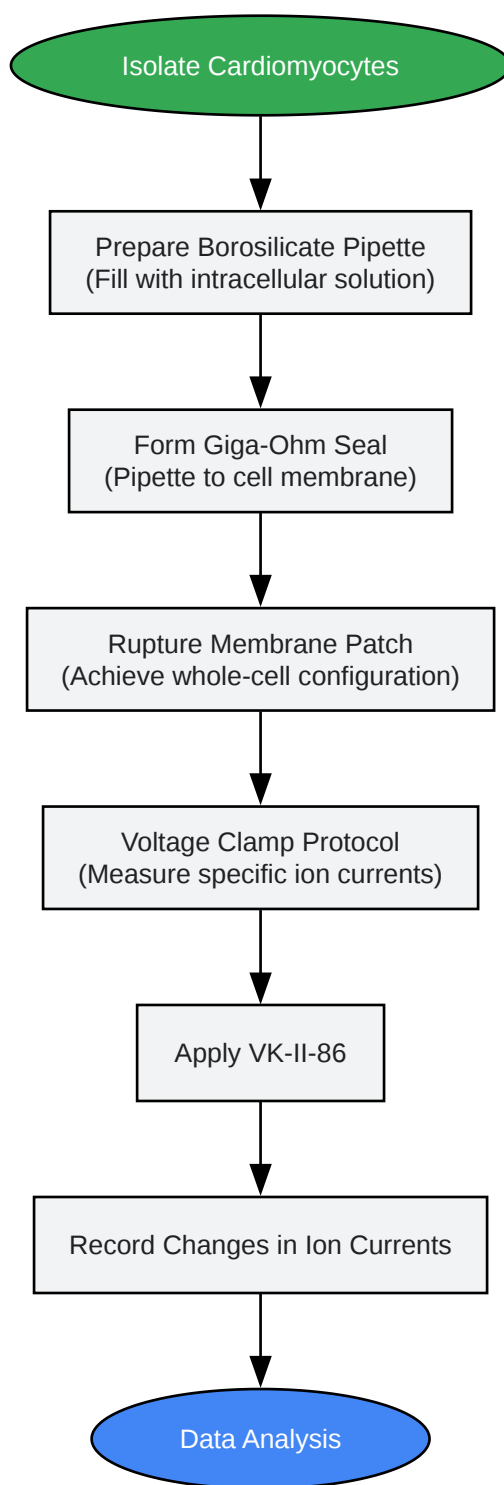 Isolate Cardiomyocytes
Prepare Borosilicate Pipette
(Fill with intracellular solution)
Form Giga-Ohm Seal
(Pipette to cell membrane)
Rupture Membrane Patch
(Achieve whole-cell configuration)
Voltage Clamp Protocol
(Measure specific ion currents)
Apply VK-II-86
Record Changes in Ion Currents
Data Analysis